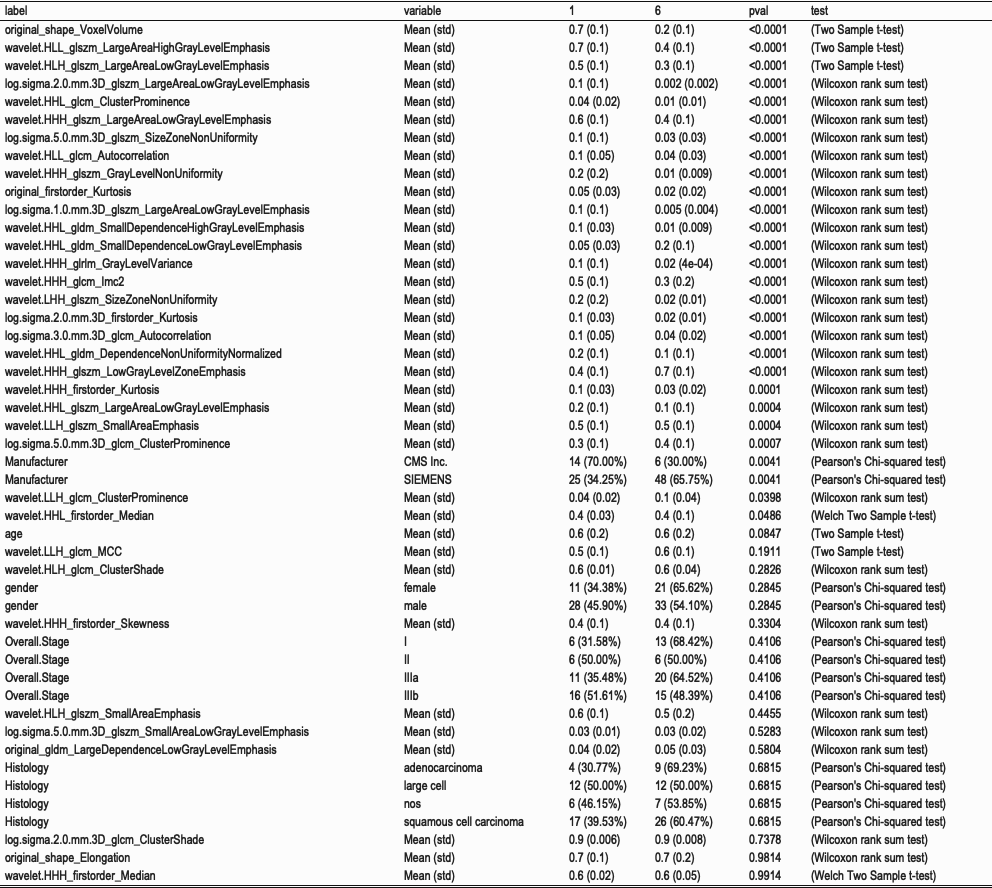 label variable 1 6 pval test
original_shape_VoxelVolume Mean (std) 0.7 (0.1) 0.2 (0.1) <0.0001 (Two Sample t-test)
wavelet.HLL_glszm_LargeAreaHighGrayLevelEmphasis Mean (std) 0.7 (0.1) 0.4 (0.1) <0.0001 (Two Sample t-test)
wavelet.HLH_glszm_LargeAreaLowGrayLevelEmphasis Mean (std) 0.5 (0.1) 0.3 (0.1) <0.0001 (Two Sample t-test)
log.sigma.2.0.mm.3D_glszm_LargeAreaLowGrayLevelEmphasis Mean (std) 0.1 (0.1) 0.002 (0.002) <0.0001 (Wilcoxon rank sum test)
wavelet.HHL_glcm_ClusterProminence Mean (std) 0.04 (0.02) 0.01 (0.01) <0.0001 (Wilcoxon rank sum test)
wavelet.HHH_glszm_LargeAreaLowGrayLevelEmphasis Mean (std) 0.6 (0.1) 0.4 (0.1) <0.0001 (Wilcoxon rank sum test)
log.sigma.5.0.mm.3D_glszm_SizeZoneNonUniformity Mean (std) 0.1 (0.1) 0.03 (0.03) <0.0001 (Wilcoxon rank sum test)
wavelet.HLL_glcm_Autocorrelation Mean (std) 0.1 (0.05) 0.04 (0.03) <0.0001 (Wilcoxon rank sum test)
wavelet.HHH_glszm_GrayLevelNonUniformity Mean (std) 0.2 (0.2) 0.01 (0.009) <0.0001 (Wilcoxon rank sum test)
original_firstorder_Kurtosis Mean (std) 0.05 (0.03) 0.02 (0.02) <0.0001 (Wilcoxon rank sum test)
log.sigma.1.0.mm.3D_glszm_LargeAreaLowGrayLevelEmphasis Mean (std) 0.1 (0.1) 0.005 (0.004) <0.0001 (Wilcoxon rank sum test)
wavelet.HHL_gldm_SmallDependenceHighGrayLevelEmphasis Mean (std) 0.1 (0.03) 0.01 (0.009) <0.0001 (Wilcoxon rank sum test)
wavelet.HHL_gldm_SmallDependenceLowGrayLevelEmphasis Mean (std) 0.05 (0.03) 0.2 (0.1) <0.0001 (Wilcoxon rank sum test)
wavelet.HHH_glrlm_GrayLevelVariance Mean (std) 0.1 (0.1) 0.02 (4e-04) <0.0001 (Wilcoxon rank sum test)
wavelet.HHH_glcm_Imc2 Mean (std) 0.5 (0.1) 0.3 (0.2) <0.0001 (Wilcoxon rank sum test)
wavelet.LHH_glszm_SizeZoneNonUniformity Mean (std) 0.2 (0.2) 0.02 (0.01) <0.0001 (Wilcoxon rank sum test)
log.sigma.2.0.mm.3D_firstorder_Kurtosis Mean (std) 0.1 (0.03) 0.02 (0.01) <0.0001 (Wilcoxon rank sum test)
log.sigma.3.0.mm.3D_glcm_Autocorrelation Mean (std) 0.1 (0.05) 0.04 (0.02) <0.0001 (Wilcoxon rank sum test)
wavelet.HHL_gldm_DependenceNonUniformityNormalized Mean (std) 0.2 (0.1) 0.1 (0.1) <0.0001 (Wilcoxon rank sum test)
wavelet.HHH_glszm_LowGrayLevelZoneEmphasis Mean (std) 0.4 (0.1) 0.7 (0.1) <0.0001 (Wilcoxon rank sum test)
wavelet.HHH_firstorder_Kurtosis Mean (std) 0.1 (0.03) 0.03 (0.02) 0.0001 (Wilcoxon rank sum test)
wavelet.HHL_glszm_LargeAreaLowGrayLevelEmphasis Mean (std) 0.2 (0.1) 0.1 (0.1) 0.0004 (Wilcoxon rank sum test)
wavelet.LLH_glszm_SmallAreaEmphasis Mean (std) 0.5 (0.1) 0.5 (0.1) 0.0004 (Wilcoxon rank sum test)
log.sigma.5.0.mm.3D_glcm_ClusterProminence Mean (std) 0.3 (0.1) 0.4 (0.1) 0.0007 (Wilcoxon rank sum test)
Manufacturer CMS Inc. 14 (70.00%) 6 (30.00%) 0.0041 (Pearson's Chi-squared test)
Manufacturer SIEMENS 25 (34.25%) 48 (65.75%) 0.0041 (Pearson's Chi-squared test)
wavelet.LLH_glcm_ClusterProminence Mean (std) 0.04 (0.02) 0.1 (0.04) 0.0398 (Wilcoxon rank sum test)
wavelet.HHL_firstorder_Median Mean (std) 0.4 (0.03) 0.4 (0.1) 0.0486 (Welch Two Sample t-test)
age Mean (std) 0.6 (0.2) 0.6 (0.2) 0.0847 (Two Sample t-test)
wavelet.LLH_glcm_MCC Mean (std) 0.5 (0.1) 0.6 (0.1) 0.1911 (Two Sample t-test)
wavelet.HLH_glcm_ClusterShade Mean (std) 0.6 (0.01) 0.6 (0.04) 0.2826 (Wilcoxon rank sum test)
gender female 11 (34.38%) 21 (65.62%) 0.2845 (Pearson's Chi-squared test)
gender male 28 (45.90%) 33 (54.10%) 0.2845 (Pearson's Chi-squared test)
wavelet.HHH_firstorder_Skewness Mean (std) 0.4 (0.1) 0.4 (0.1) 0.3304 (Wilcoxon rank sum test)
Overall.Stage I 6 (31.58%) 13 (68.42%) 0.4106 (Pearson's Chi-squared test)
Overall.Stage II 6 (50.00%) 6 (50.00%) 0.4106 (Pearson's Chi-squared test)
Overall.Stage IIIa 11 (35.48%) 20 (64.52%) 0.4106 (Pearson's Chi-squared test)
Overall.Stage IIIb 16 (51.61%) 15 (48.39%) 0.4106 (Pearson's Chi-squared test)
wavelet.HLH_glszm_SmallAreaEmphasis Mean (std) 0.6 (0.1) 0.5 (0.2) 0.4455 (Wilcoxon rank sum test)
log.sigma.5.0.mm.3D_glszm_SmallAreaLowGrayLevelEmphasis Mean (std) 0.03 (0.01) 0.03 (0.02) 0.5283 (Wilcoxon rank sum test)
original_gldm_LargeDependenceLowGrayLevelEmphasis Mean (std) 0.04 (0.02) 0.05 (0.03) 0.5804 (Wilcoxon rank sum test)
Histology adenocarcinoma 4 (30.77%) 9 (69.23%) 0.6815 (Pearson's Chi-squared test)
Histology large cell 12 (50.00%) 12 (50.00%) 0.6815 (Pearson's Chi-squared test)
Histology nos 6 (46.15%) 7 (53.85%) 0.6815 (Pearson's Chi-squared test)
Histology squamous cell carcinoma 17 (39.53%) 26 (60.47%) 0.6815 (Pearson's Chi-squared test)
log.sigma.2.0.mm.3D_glcm_ClusterShade Mean (std) 0.9 (0.006) 0.9 (0.008) 0.7378 (Wilcoxon rank sum test)
original_shape_Elongation Mean (std) 0.7 (0.1) 0.7 (0.2) 0.9814 (Wilcoxon rank sum test)
wavelet.HHH_firstorder_Median Mean (std) 0.6 (0.02) 0.6 (0.05) 0.9914 (Welch Two Sample t-test)